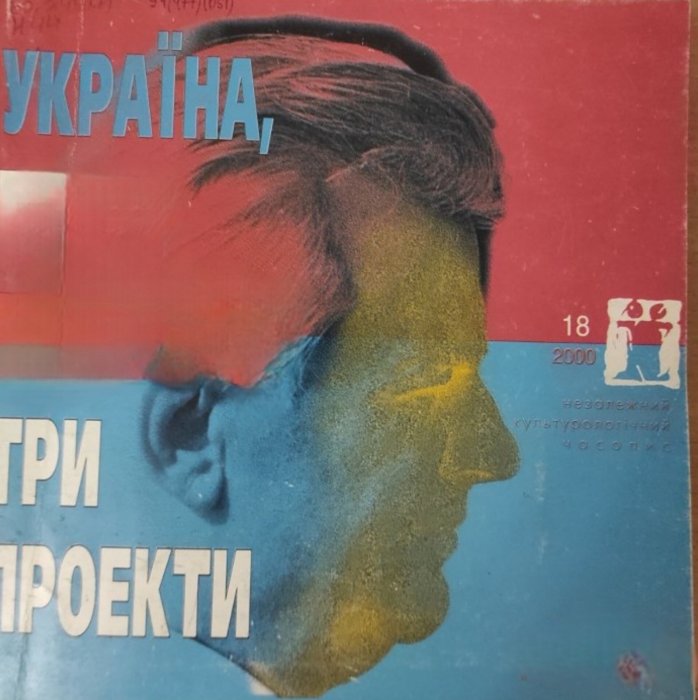 УКРАЇНА,
18
2000
незалежний
культурологічний
часопис
ТРИ
ПРОЕКТИ